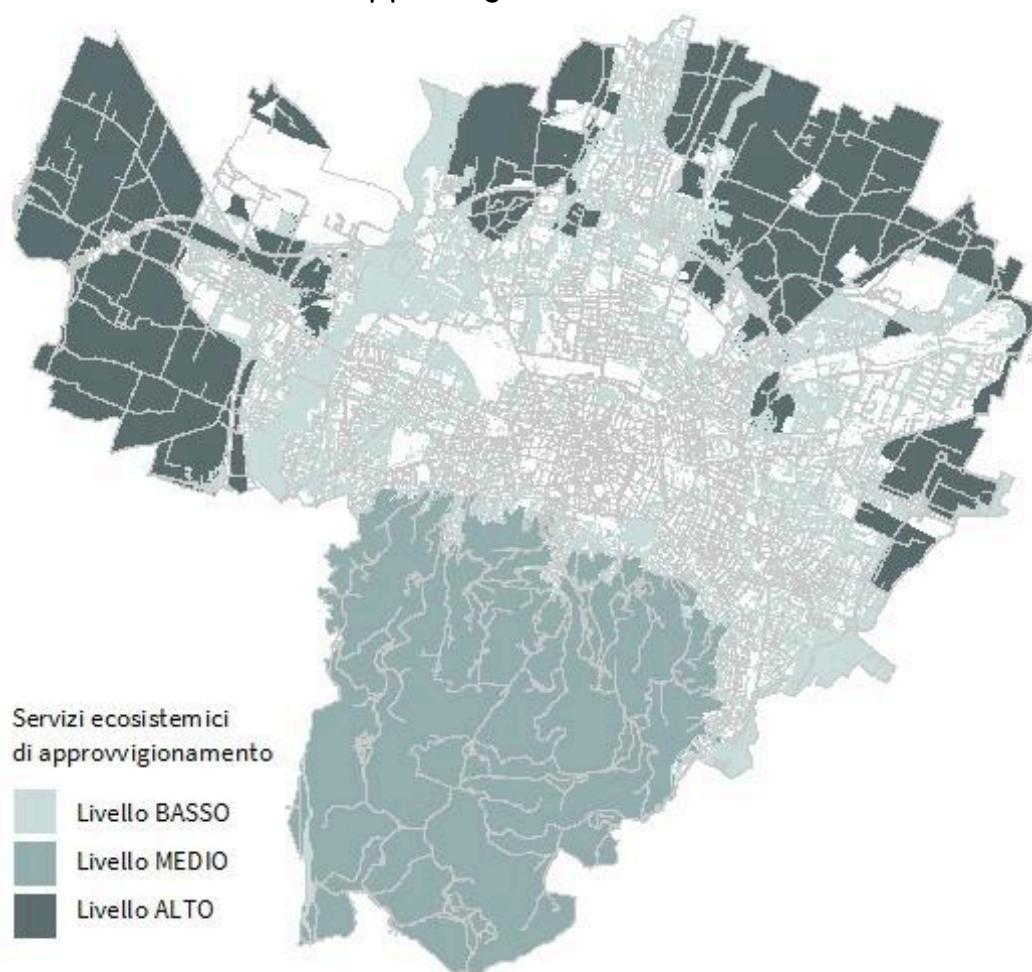 Servizi ecosistemici
di approvvigionamento
Livello BASSO
Livello MEDIO
Livello ALTO